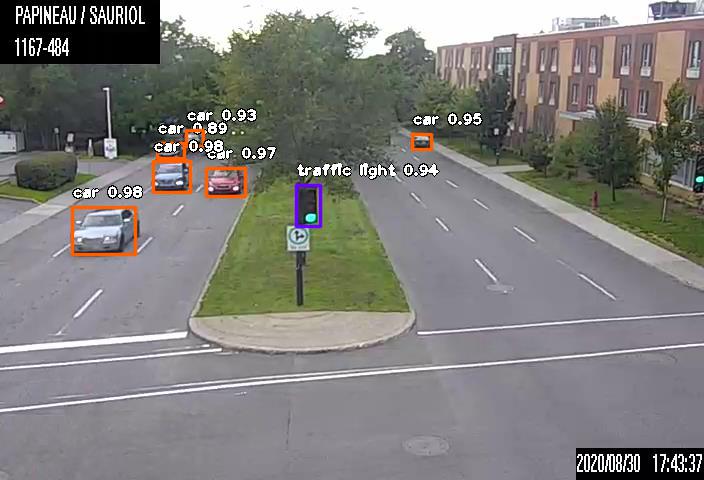 PAPINEAU / SAURIOL
1167-484
car 0.93
car 0.95
car 0.89
car 0.98
car 0.97
traffic light 0.94
car 0.98
2020/08/30 17:43:37